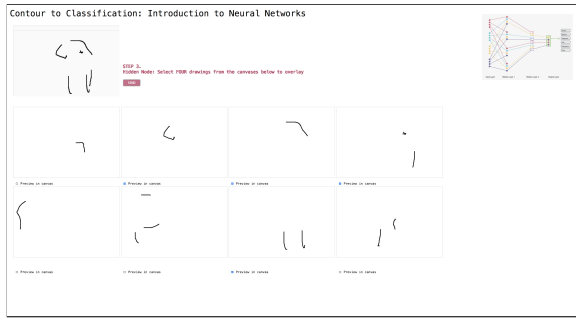 Contour to Classification: Introduction to Neural Networks
STEP 3.
Hidden Node: Select FOUR drawings from the canvases below to overlay
Preview in canvas
Preview in canvas
Preview in canvas
Preview in canvas
Preview in canvas
Preview in canvas
Preview in canvas
Preview in canvas